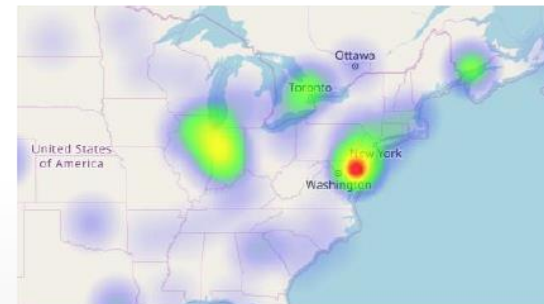 Ottawa
Toronto
United States
of America
New York
Washington